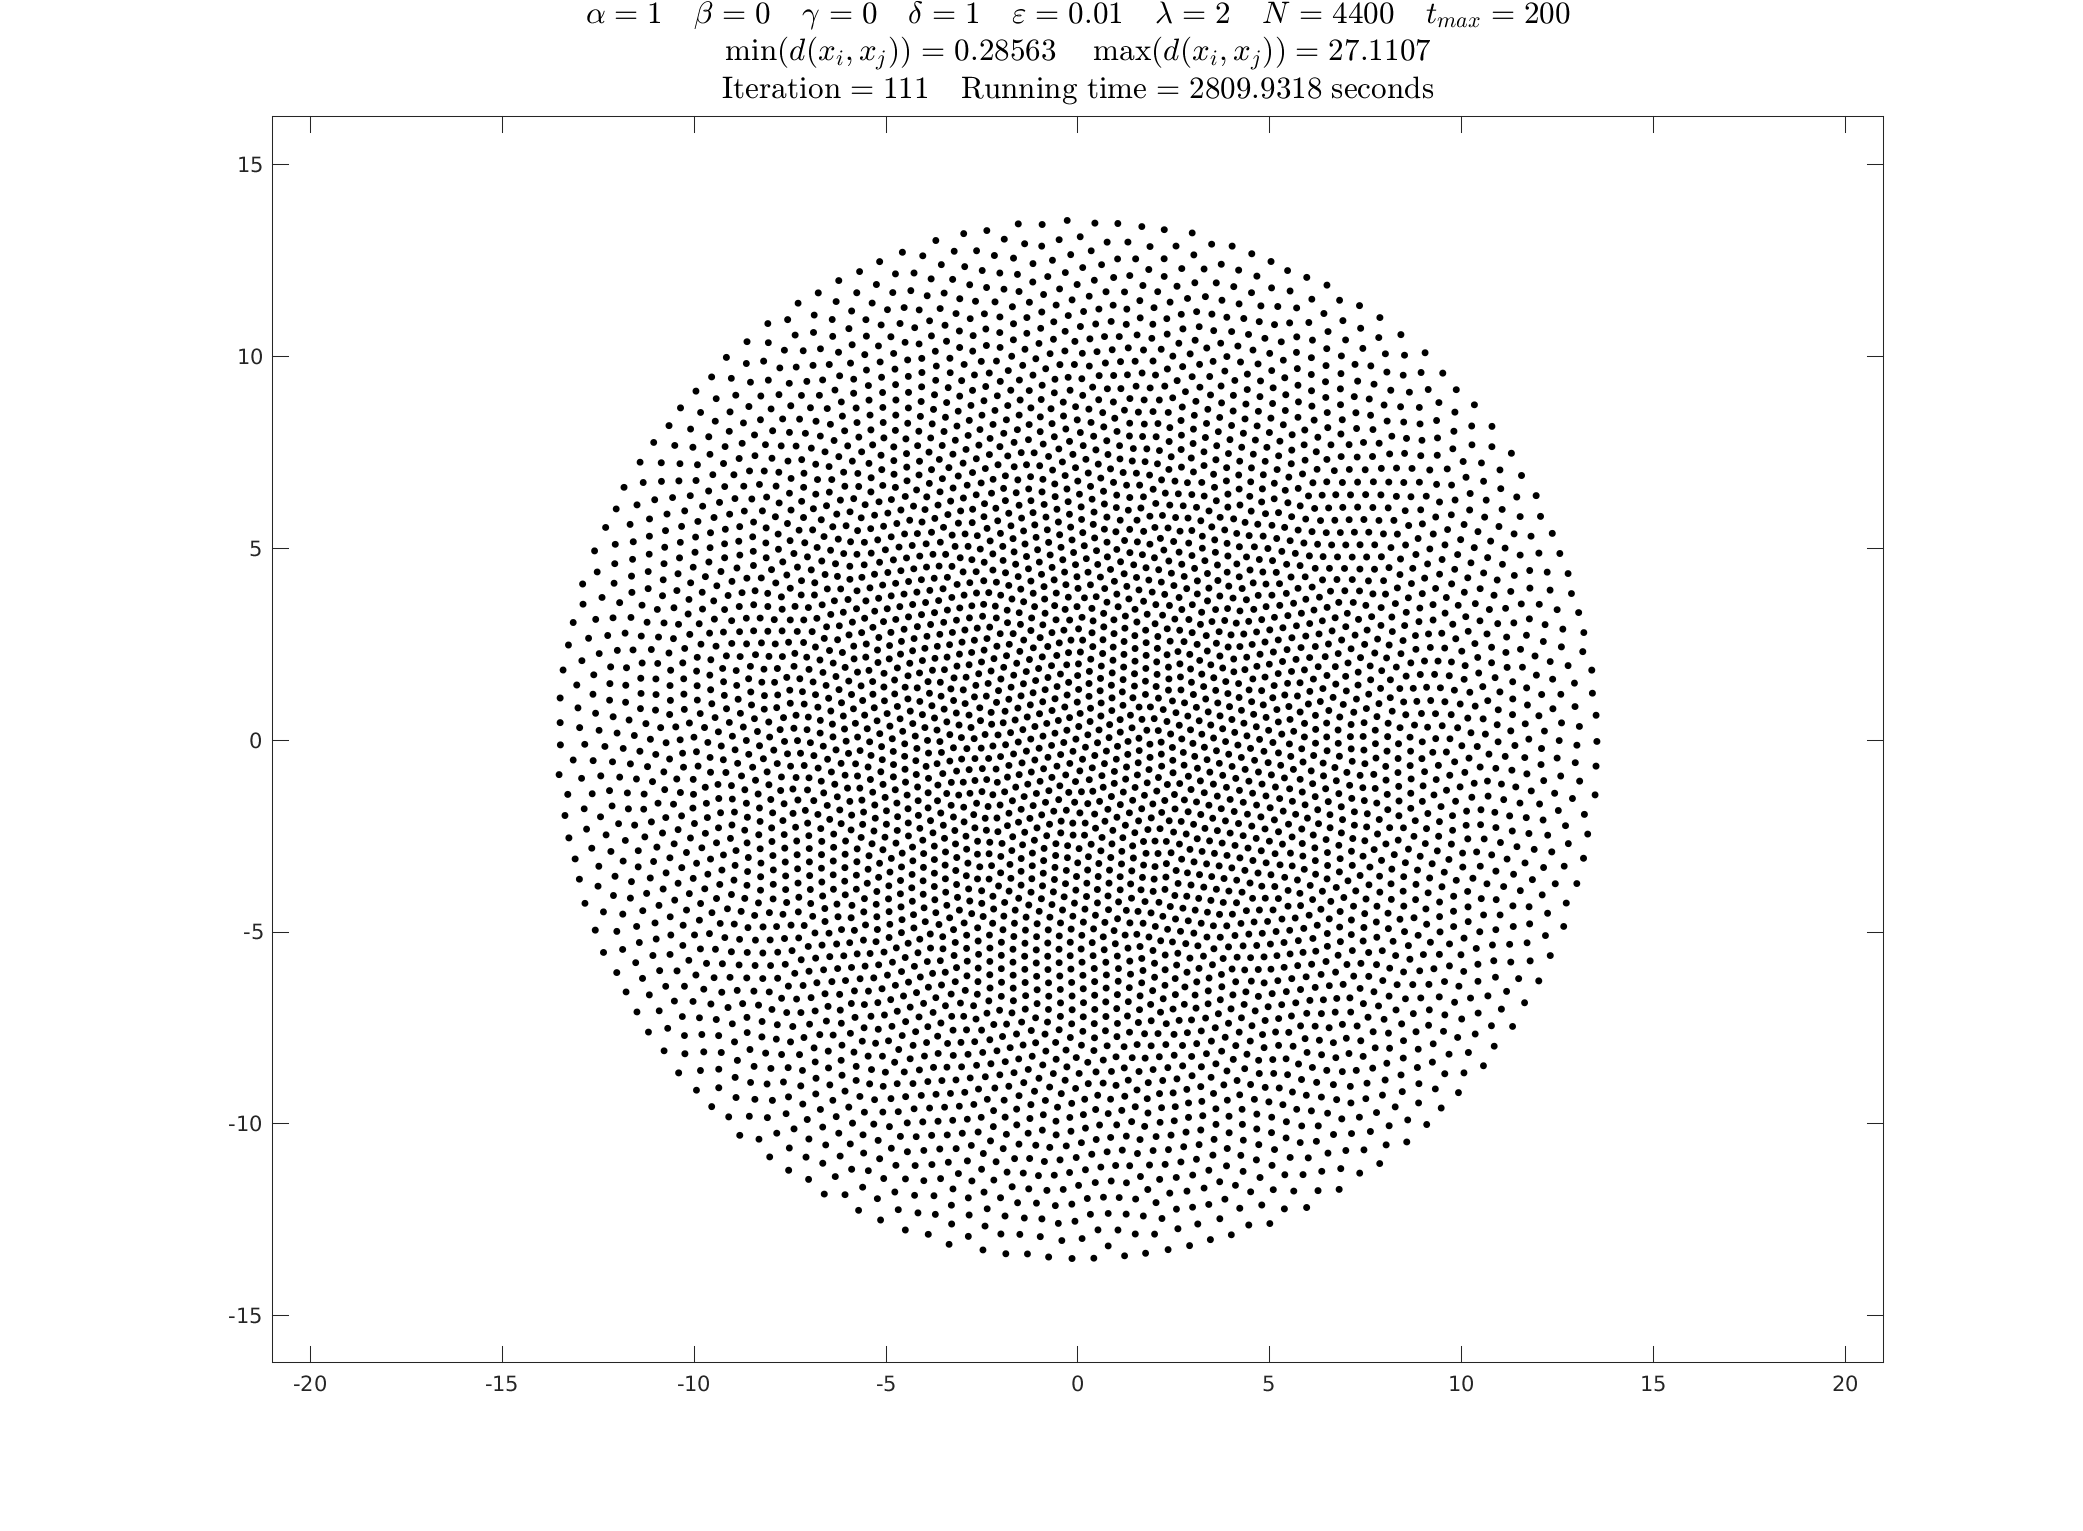 α = 1 β = 0 γ = 0 δ = 1 ε = 0.01 λ = 2 N = 4400 t_max = 200
min(d(x_i, x_j)) = 0.28563 max(d(x_i, x_j)) = 27.1107
Iteration = 111 Running time = 2809.9318 seconds
15
10
5
0
-5
-10
-15
-20 -15 -10 -5 0 5 10 15 20